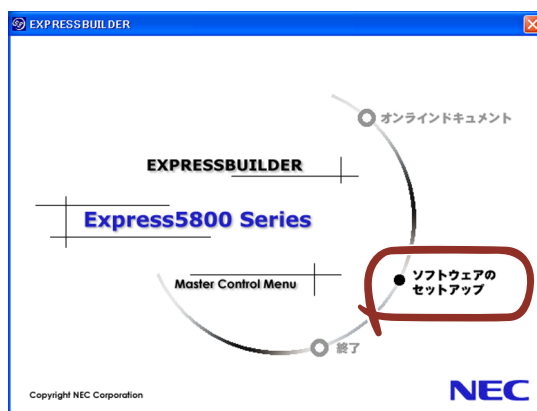 EXPRESSBUILDER
オンラインドキュメント
EXPRESSBUILDER
Express5800 Series
Master Control Menu
ソフトウェアの
セットアップ
終了
Copyright NEC Corporation
NEC